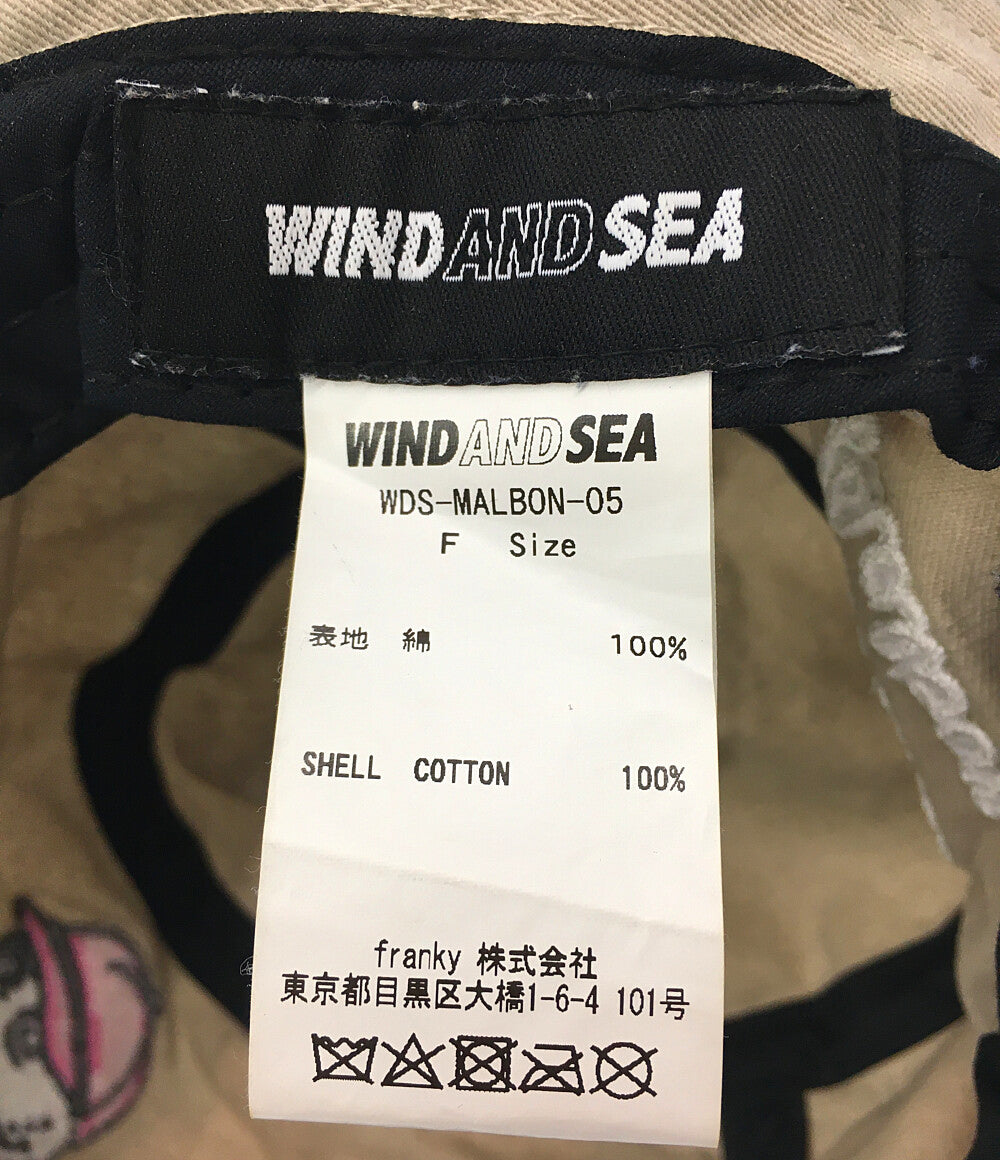 WIND AND SEA
WIND AND SEA
WDS-MALBON-05
F Size
表地 綿 100%
SHELL COTTON 100%
franky 株式会社
東京都目黒区大橋1-6-4 101号